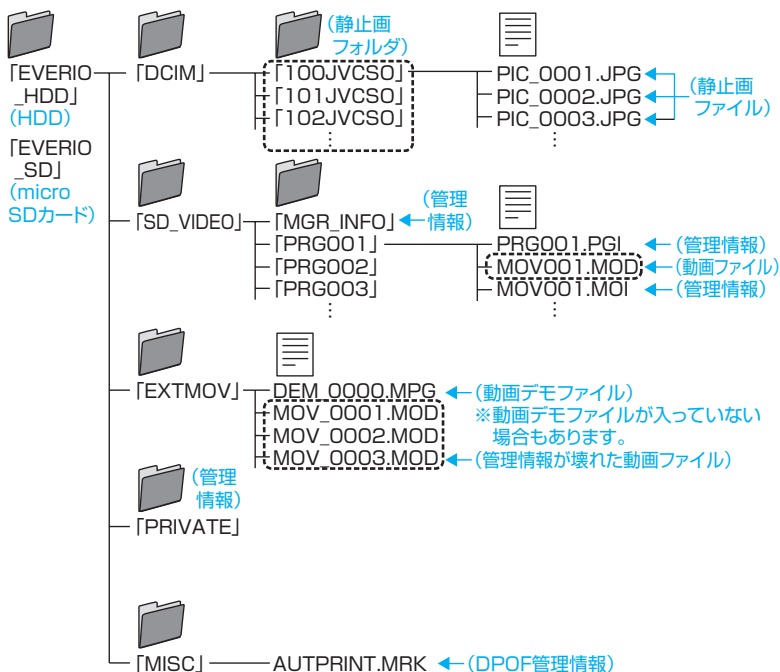 「EVERIO
_HDD」
(HDD)
「EVERIO
_SD」
(micro
SDカード)
「DCIM」
(静止画
フォルダ)
「100JVCSO」
「101JVCSO」
「102JVCSO」
⋮
PIC_0001.JPG
PIC_0002.JPG
PIC_0003.JPG
⋮
(静止画
ファイル)
「SD_VIDEO」
「MGR_INFO」
(管理
情報)
「PRG001」
「PRG002」
「PRG003」
⋮
PRG001.PGI
(管理情報)
MOV001.MOD
(動画ファイル)
MOV001.MOI
(管理情報)
⋮
「EXTMOV」
DEM_0000.MPG
(動画デモファイル)
※動画デモファイルが入っていない
場合もあります。
MOV_0001.MOD
MOV_0002.MOD
MOV_0003.MOD
(管理情報が壊れた動画ファイル)
(管理
情報)
「PRIVATE」
「MISC」
AUTPRINT.MRK
(DPOF管理情報)